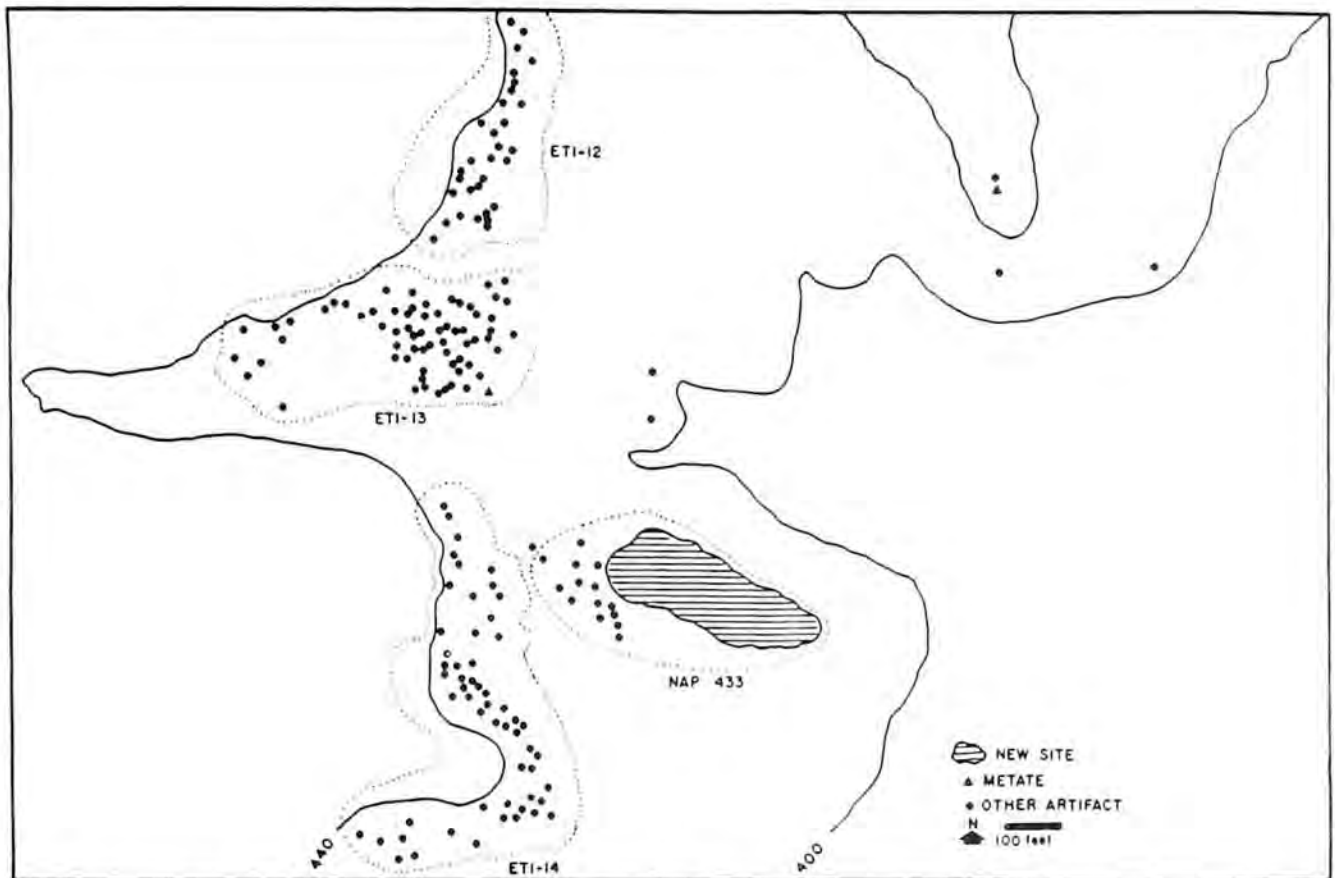 ETI-12
ETI-13
NAP 433
NEW SITE
METATE
OTHER ARTIFACT
N
100 feet
440
400
ETI-14